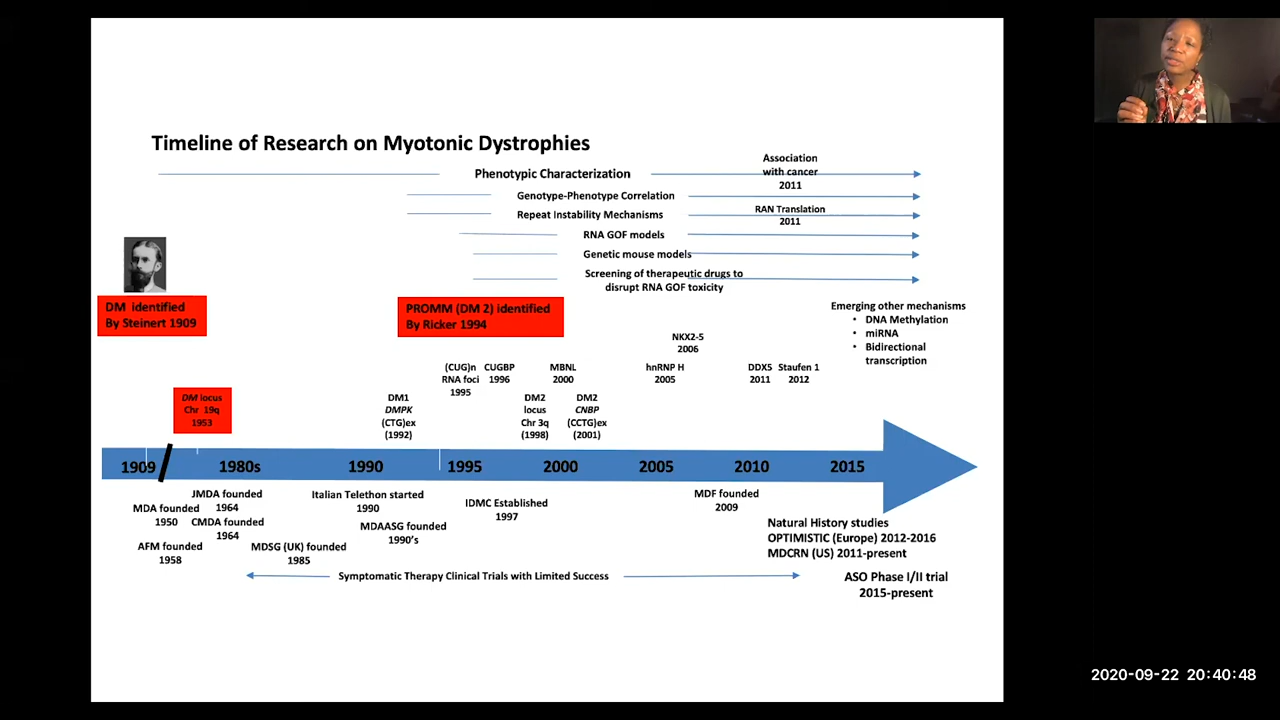 Timeline of Research on Myotonic Dystrophies
Phenotypic Characterization
Association
with cancer
2011
Genotype-Phenotype Correlation
Repeat Instability Mechanisms
RAN Translation
2011
RNA GOF models
Genetic mouse models
Screening of therapeutic drugs to
disrupt RNA GOF toxicity
DM identified
By Steinert 1909
PROMM (DM 2) identified
By Ricker 1994
Emerging other mechanisms
• DNA Methylation
• miRNA
• Bidirectional
transcription
NKX2-5
2006
(CUG)n
RNA foci
1995
CUGBP
1996
MBNL
2000
hnRNP H
2005
DDX5
2011
Staufen 1
2012
DM locus
Chr 19q
1953
DM1
DMPK
(CTG)ex
(1992)
DM2
locus
Chr 3q
(1998)
DM2
CNBP
(CCTG)ex
(2001)
1909
1980s
1990
1995
2000
2005
2010
2015
MDA founded
1950
JMDA founded
1964
CMDA founded
1964
AFM founded
1958
MDSG (UK) founded
1985
Italian Telethon started
1990
MDAASG founded
1990's
IDMC Established
1997
MDF founded
2009
Natural History studies
OPTIMISTIC (Europe) 2012-2016
MDCRN (US) 2011-present
Symptomatic Therapy Clinical Trials with Limited Success
ASO Phase I/II trial
2015-present
2020-09-22 20:40:48